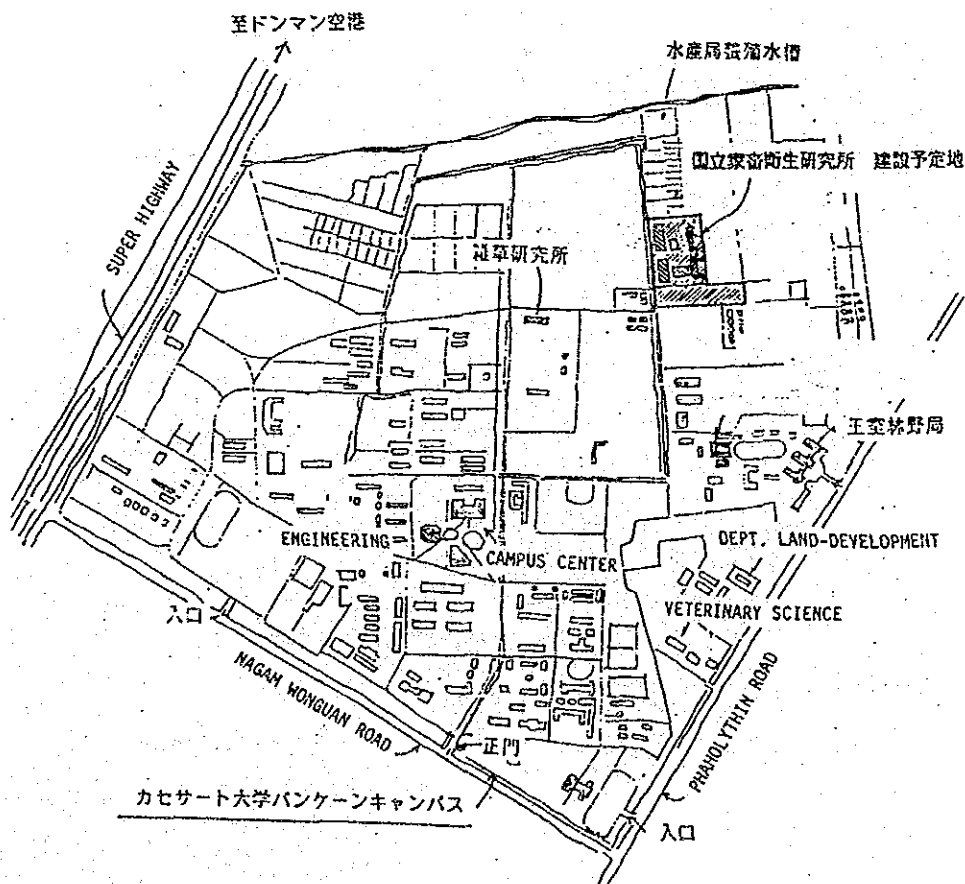 至ドンマン空港
水産局養殖水槽
国立家畜衛生研究所 建設予定地
SUPER HIGHWAY
雑草研究所
王室林野局
ENGINEERING
CAMPUS CENTER
DEPT. LAND-DEVELOPMENT
VETERINARY SCIENCE
入口
NAGAM WONGUAN ROAD
正門
PHAHOLYTHIN ROAD
カセサート大学バンケーンキャンパス
入口